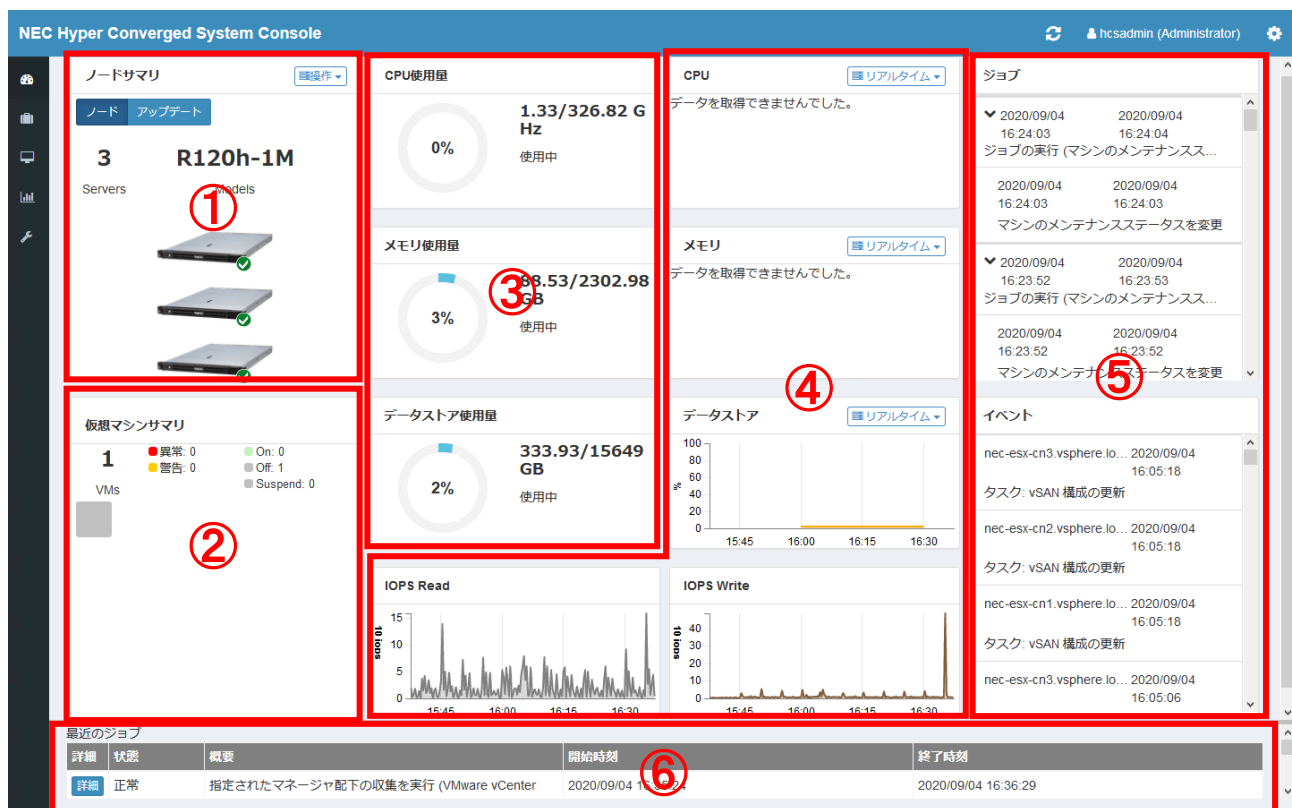 NEC Hyper Converged System Console
hcsadmin (Administrator)
ノードサマリ
操作
ノード アップデート
3 R120h-1M
Servers Models
①
仮想マシンサマリ
1
VMs
異常: 0
警告: 0
On: 0
Off: 1
Suspend: 0
②
CPU使用量
0%
1.33/326.82 G
Hz
使用中
メモリ使用量
3%
88.53/2302.98
GB
使用中
③
データストア使用量
2%
333.93/15649
GB
使用中
CPU
リアルタイム
データを取得できませんでした。
メモリ
リアルタイム
データを取得できませんでした。
④
データストア
リアルタイム
100
80
60
40
20
0
%
15:45 16:00 16:15 16:30
IOPS Read
15
10
5
0
10 iops
15:45 16:00 16:15 16:30
IOPS Write
40
30
20
10
0
10 iops
15:45 16:00 16:15 16:30
ジョブ
2020/09/04 2020/09/04
16:24:03 16:24:04
ジョブの実行 (マシンのメンテナンスス...
2020/09/04 2020/09/04
16:24:03 16:24:03
マシンのメンテナンスステータスを変更
2020/09/04 2020/09/04
16:23:52 16:23:53
ジョブの実行 (マシンのメンテナンスス...
2020/09/04 2020/09/04
16:23:52 16:23:52
マシンのメンテナンスステータスを変更
⑤
イベント
nec-esx-cn3.vsphere.lo... 2020/09/04
16:05:18
タスク: vSAN 構成の更新
nec-esx-cn2.vsphere.lo... 2020/09/04
16:05:18
タスク: vSAN 構成の更新
nec-esx-cn1.vsphere.lo... 2020/09/04
16:05:18
タスク: vSAN 構成の更新
nec-esx-cn3.vsphere.lo... 2020/09/04
16:05:06
最近のジョブ
詳細 状態 概要 開始時刻 終了時刻
詳細 正常 指定されたマネージャ配下の収集を実行 (VMware vCenter 2020/09/04 2020/09/04 16:36:29
⑥